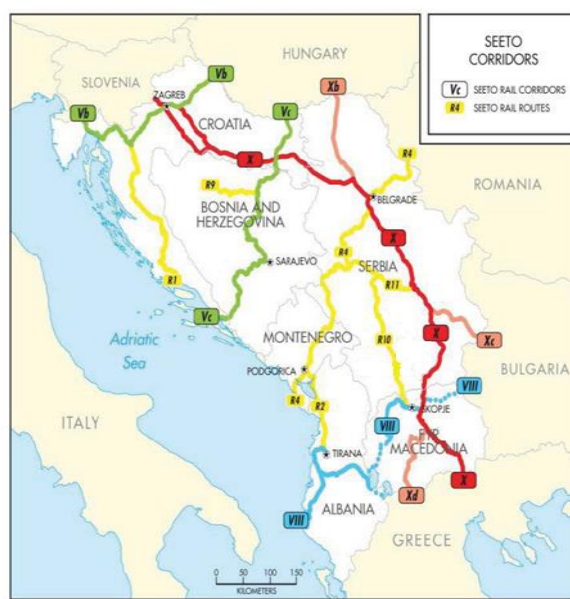 SEETO
CORRIDORS
Vc SEETO RAIL CORRIDORS
R4 SEETO RAIL ROUTES
HUNGARY
SLOVENIA
Vb
Xb
ZAGREB
Vb
Vc
CROATIA
X
R4
ROMANIA
R9
BOSNIA AND
HERZEGOVINA
BELGRADE
X
R4
SARAJEVO
SERBIA
R1
R11
Vc
X
Xc
Adriatic
Sea
MONTENEGRO
R10
BULGARIA
PODGORICA
VIII
R4
R2
SKOPJE
ITALY
VIII
FYR
MACEDONIA
TIRANA
X
Xd
VIII
ALBANIA
GREECE
0 50 100 150
KILOMETERS